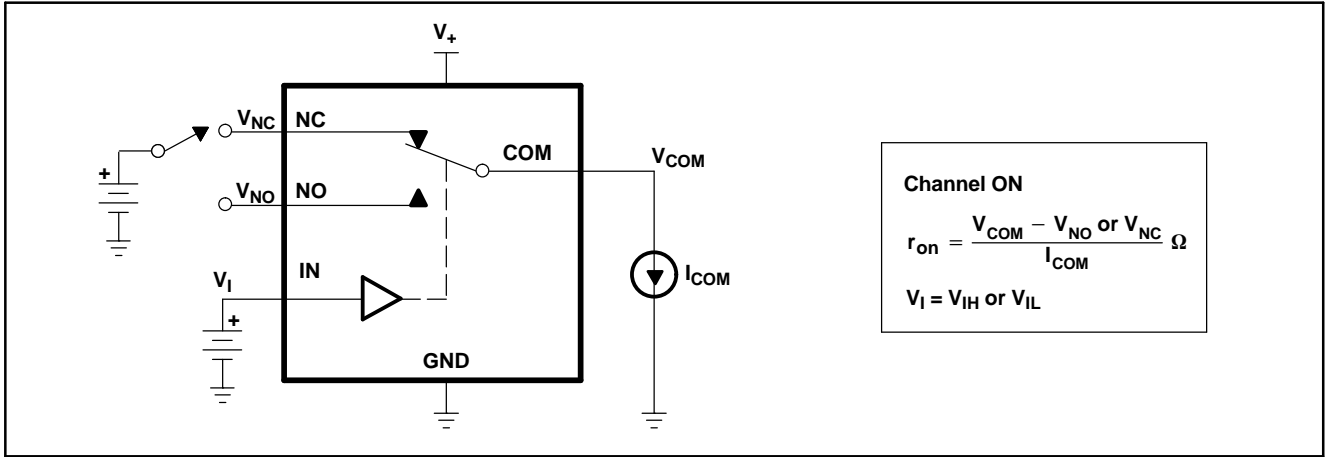 V+
VNC NC
COM VCOM
VNO NO
+
IN
VI
+
ICOM
GND
Channel ON
ron = VCOM − VNO or VNC / ICOM Ω
VI = VIH or VIL